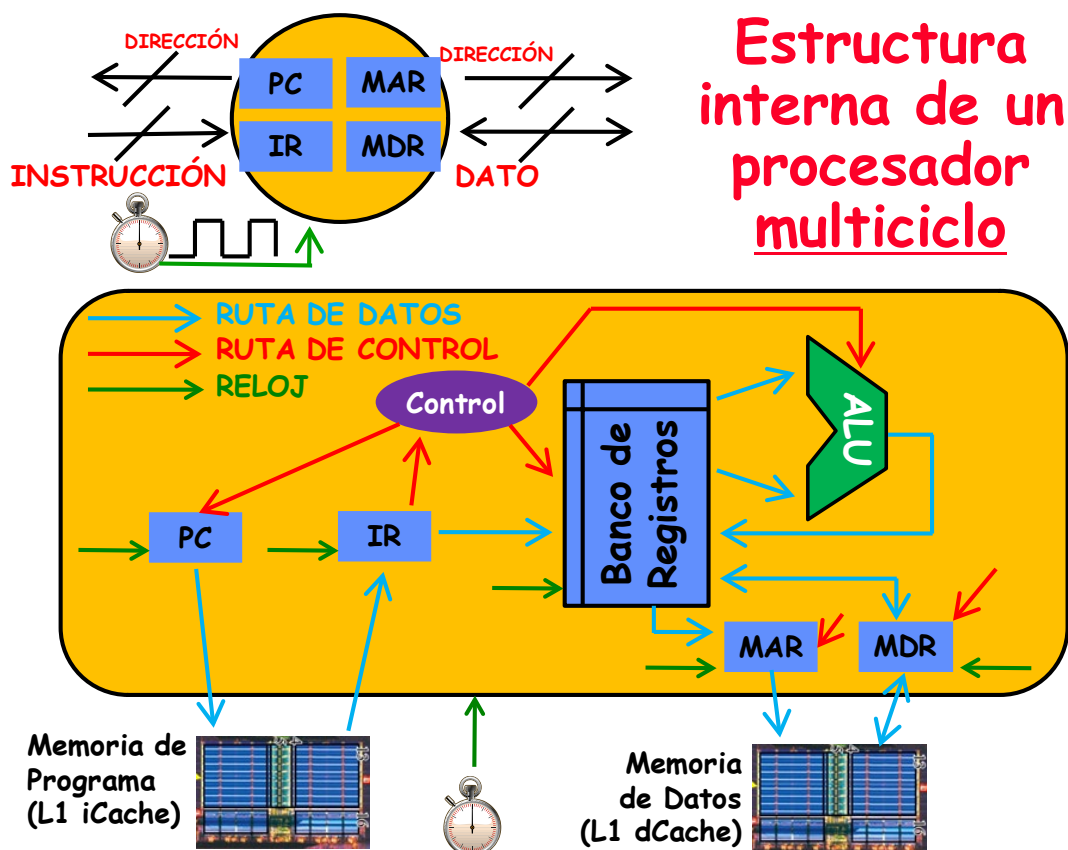 Estructura
interna de un
procesador
multiciclo
DIRECCIÓN
DIRECCIÓN
PC
MAR
IR
MDR
INSTRUCCIÓN
DATO
RUTA DE DATOS
RUTA DE CONTROL
RELOJ
Control
ALU
Banco de
Registros
PC
IR
MAR
MDR
Memoria de
Programa
(L1 iCache)
Memoria
de Datos
(L1 dCache)